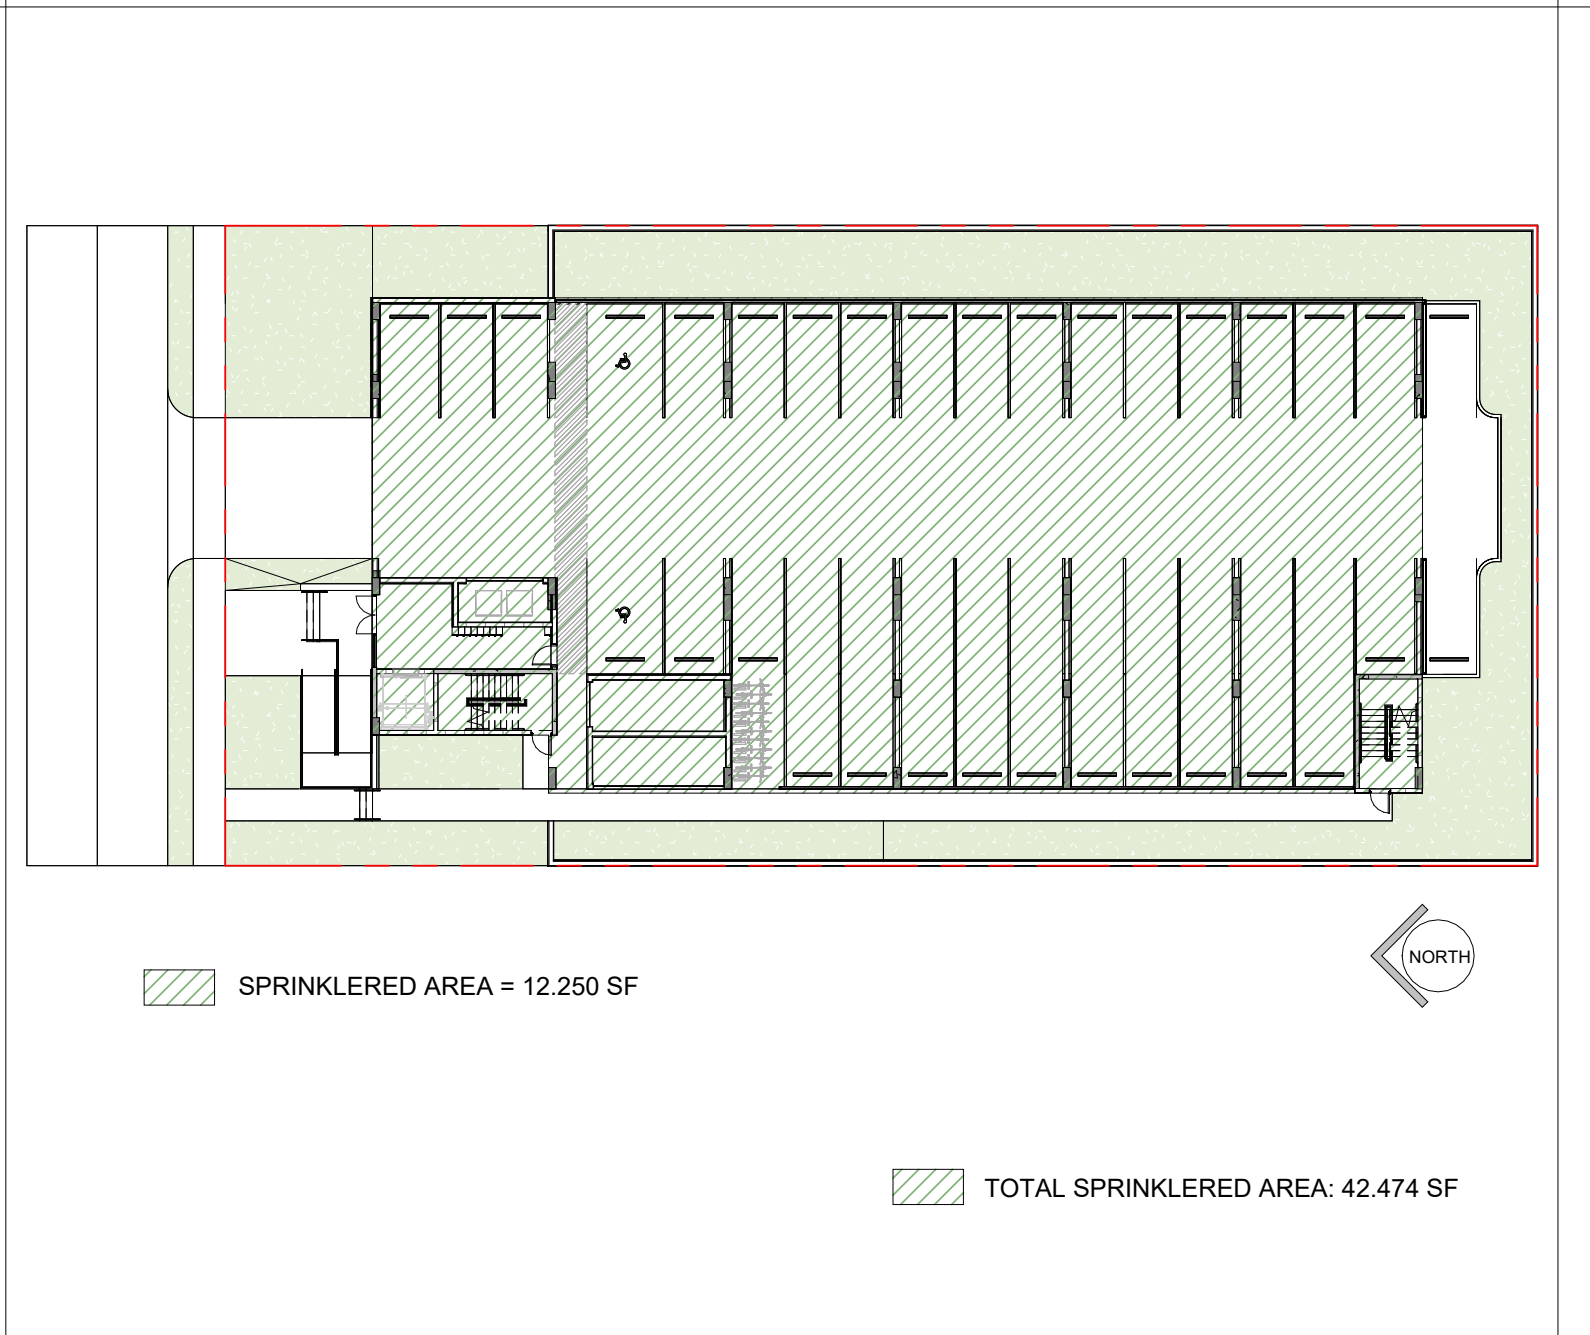 NORTH
SPRINKLERED AREA = 12.250 SF
TOTAL SPRINKLERED AREA: 42.474 SF